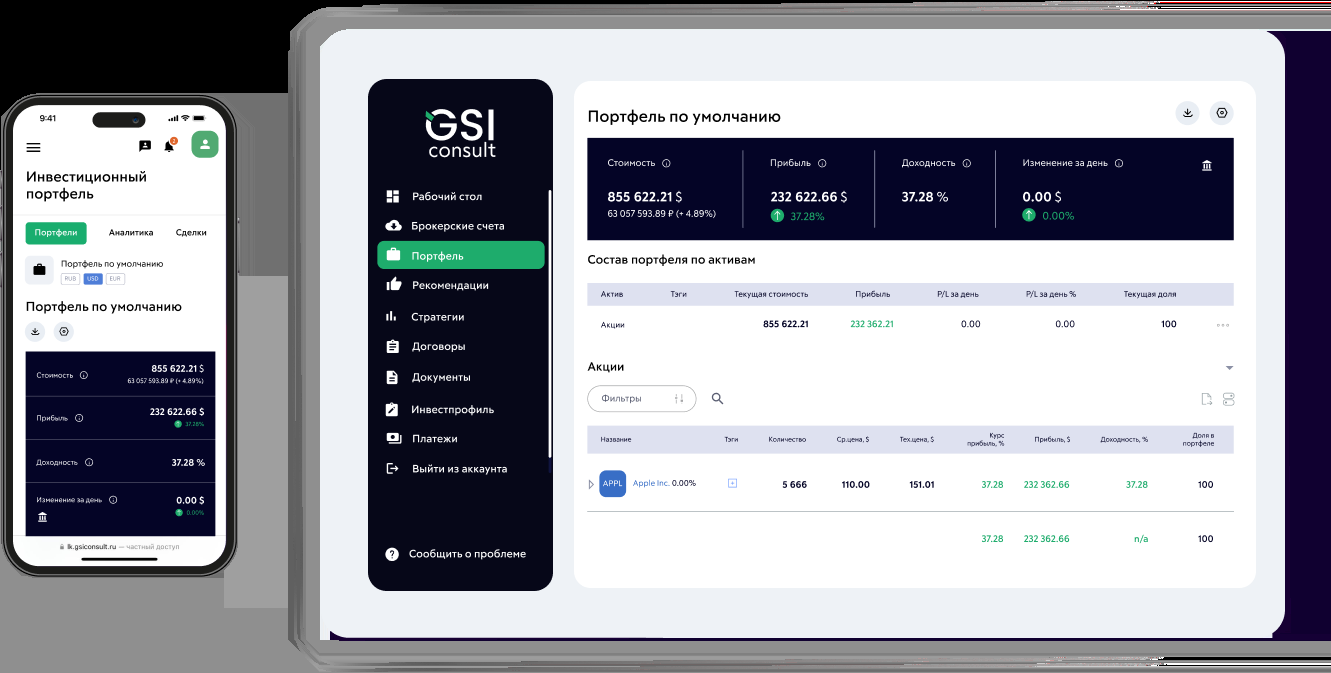 9:41
2
Инвестиционный
портфель
Портфели Аналитика Сделки
Портфель по умолчанию
RUB USD EUR
Портфель по умолчанию
Стоимость 855 622.21 $
63 057 593.89 ₽ (+ 4.89%)
Прибыль 232 622.66 $
37.28%
Доходность 37.28 %
Изменение за день 0.00 $
0.00%
lk.gsiconsult.ru — частный доступ
GSI
consult
Рабочий стол
Брокерские счета
Портфель
Рекомендации
Стратегии
Договоры
Документы
Инвестпрофиль
Платежи
Выйти из аккаунта
? Сообщить о проблеме
Портфель по умолчанию
Стоимость Прибыль Доходность Изменение за день
855 622.21 $ 232 622.66 $ 37.28 % 0.00 $
63 057 593.89 ₽ (+ 4.89%) 37.28% 0.00%
Состав портфеля по активам
Актив Тэги Текущая стоимость Прибыль P/L за день P/L за день % Текущая доля
Акции 855 622.21 232 362.21 0.00 0.00 100
Акции
Фильтры
Название Тэги Количество Ср.цена, $ Тех.цена, $ Курс прибыль, % Прибыль, $ Доходность, % Доля в портфеле
APPL Apple Inc. 0.00% 5 666 110.00 151.01 37.28 232 362.66 37.28 100
37.28 232 362.66 n/a 100